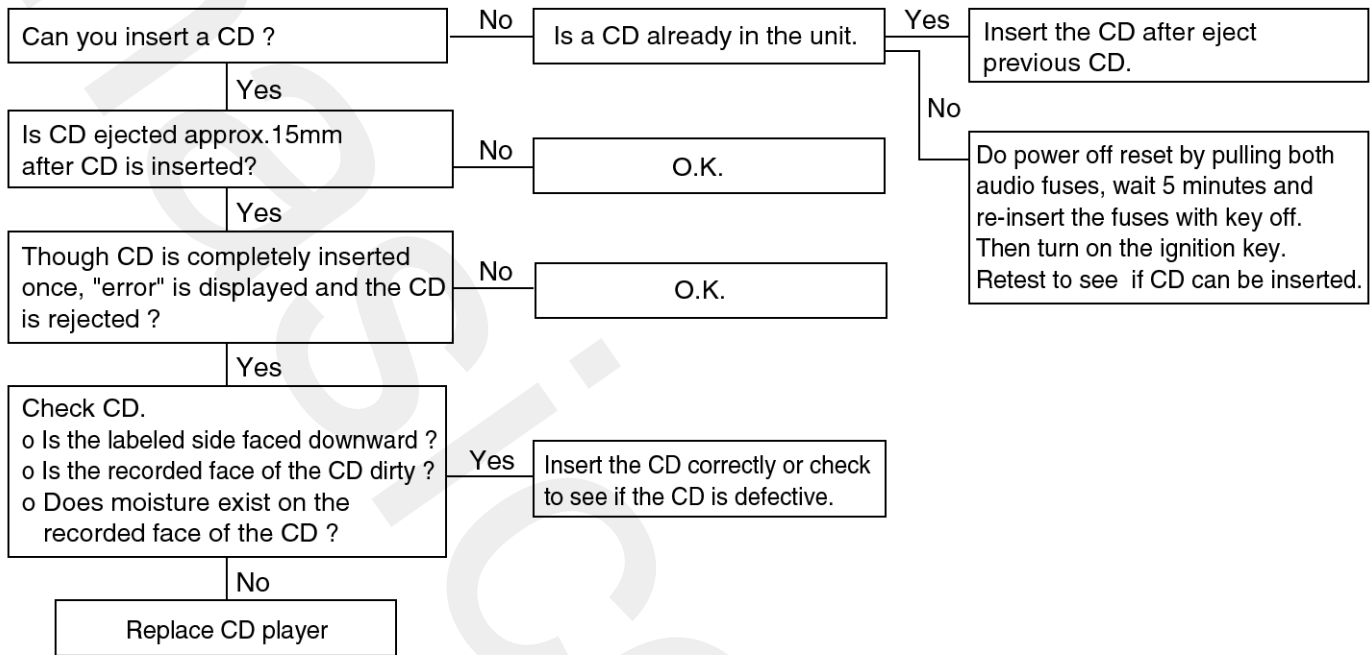 Can you insert a CD ?
No
Is a CD already in the unit.
Yes
Insert the CD after eject
previous CD.
Yes
No
Is CD ejected approx.15mm
after CD is inserted?
No
O.K.
Do power off reset by pulling both
audio fuses, wait 5 minutes and
re-insert the fuses with key off.
Then turn on the ignition key.
Retest to see if CD can be inserted.
Yes
Though CD is completely inserted
once, "error" is displayed and the CD
is rejected ?
No
O.K.
Yes
Check CD.
o Is the labeled side faced downward ?
o Is the recorded face of the CD dirty ?
o Does moisture exist on the
recorded face of the CD ?
Yes
Insert the CD correctly or check
to see if the CD is defective.
No
Replace CD player